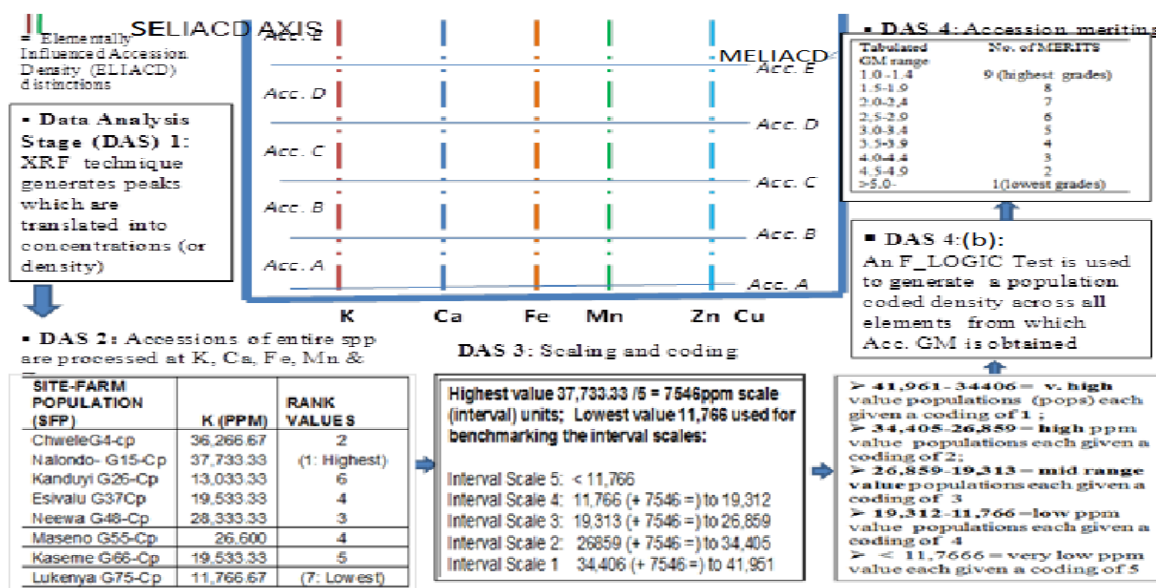 SELIACD AXIS
= Elementally
Influenced Accession
Density (ELIACD)
distinctions
▪ Data Analysis
Stage (DAS) 1:
XRF technique
generates peaks
which are
translated into
concentrations (or
density)
Acc. E
Acc. D
Acc. C
Acc. B
Acc. A
MELIACD
Acc. E
Acc. D
Acc. C
Acc. B
Acc. A
K Ca Fe Mn Zn Cu
▪ DAS 4: Accession meriting
Tabulated No. of MERITS
GM range
1.0 -1.4 9 (highest grades)
1.5-1.9 8
2.0-2,4 7
2,5-2.9 6
3.0-3.4 5
3.5-3.9 4
4.0-4.4 3
4.5-4.9 2
>5.0- 1(lowest grades)
▪ DAS 4:(b):
An F_LOGIC Test is used
to generate a population
coded density across all
elements from which
Acc. GM is obtained
▪ DAS 2: Accessions of entire spp
are processed at K, Ca, Fe, Mn &
SITE-FARM
POPULATION RANK
(SFP) K (PPM) VALUES
ChweleG4-cp 36,266.67 2
Nalondo- G15-Cp 37,733.33 (1: Highest)
Kanduyi G26-Cp 13,033.33 6
Esivalu G37Cp 19,533.33 4
Neewa G48-Cp 28,333.33 3
Maseno G55-Cp 26,600 4
Kaseme G66-Cp 19,533.33 5
Lukenya G75-Cp 11,766.67 (7: Lowest)
DAS 3: Scaling and coding
Highest value 37,733.33 /5 = 7546ppm scale
(interval) units; Lowest value 11,766 used for
benchmarking the interval scales:
Interval Scale 5: < 11,766
Interval Scale 4: 11,766 (+ 7546 =) to 19,312
Interval Scale 3: 19,313 (+ 7546 =) to 26,859
Interval Scale 2: 26859 (+ 7546 =) to 34,405
Interval Scale 1 34,406 (+ 7546 =) to 41,951
➢ 41,961-34406= v. high
value populations (pops) each
given a coding of 1 ;
➢ 34,405-26,859= high ppm
value populations each given a
coding of 2;
➢ 26,859-19,313= mid range
value populations each given a
coding of 3
➢ 19,312-11,766 =low ppm
value populations each given a
coding of 4
➢ < 11,7666= very low ppm
value each given a coding of 5